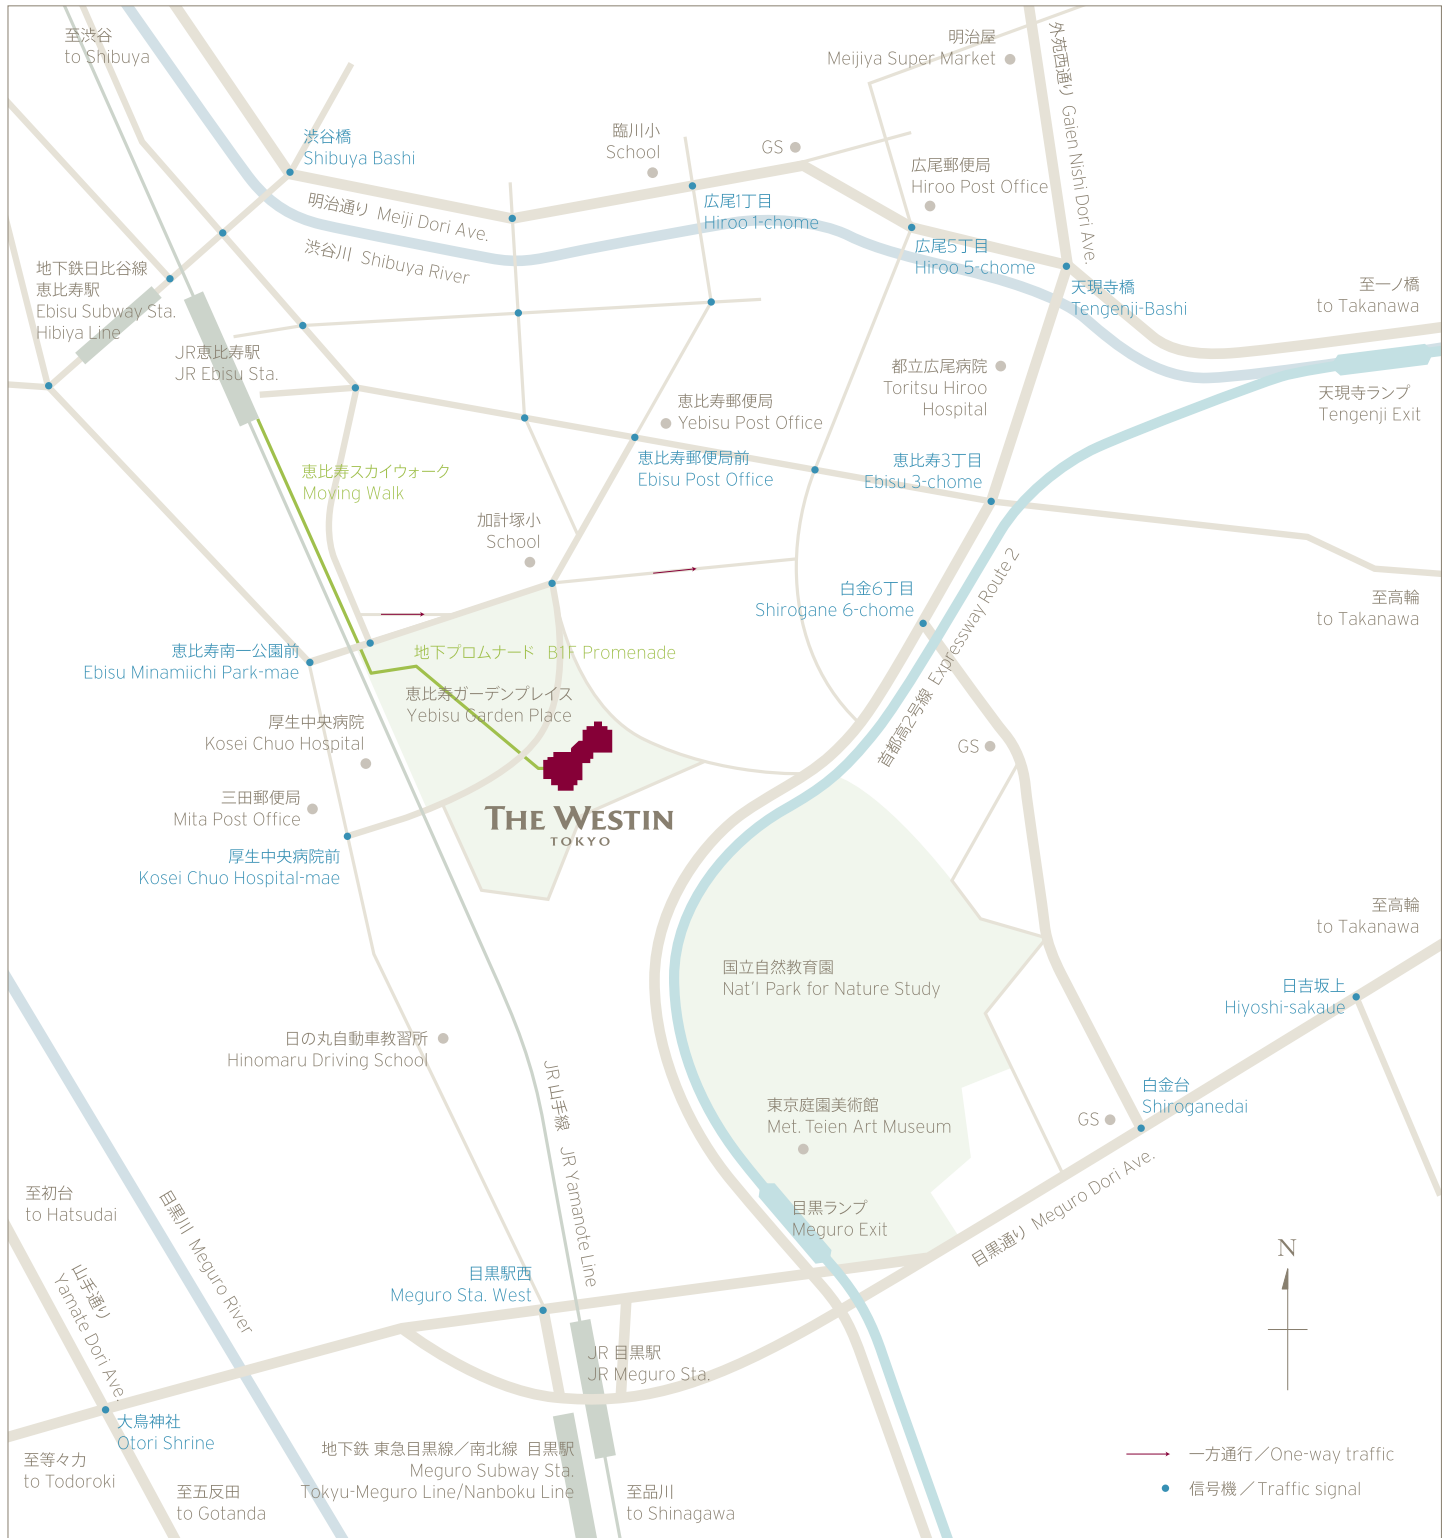 至渋谷
to Shibuya
明治屋
Meijiya Super Market
外苑西通り Gaien Nishi Dori Ave.
渋谷橋
Shibuya Bashi
臨川小
School
GS
広尾郵便局
Hiroo Post Office
明治通り Meiji Dori Ave.
広尾1丁目
Hiroo 1-chome
渋谷川 Shibuya River
広尾5丁目
Hiroo 5-chome
地下鉄日比谷線
恵比寿駅
Ebisu Subway Sta.
Hibiya Line
天現寺橋
Tengenji-Bashi
至一ノ橋
to Takanawa
JR恵比寿駅
JR Ebisu Sta.
都立広尾病院
Toritsu Hiroo
Hospital
天現寺ランプ
Tengenji Exit
恵比寿郵便局
Yebisu Post Office
恵比寿スカイウォーク
Moving Walk
恵比寿郵便局前
Ebisu Post Office
恵比寿3丁目
Ebisu 3-chome
加計塚小
School
首都高2号線 Expressway Route 2
白金6丁目
Shirogane 6-chome
至高輪
to Takanawa
恵比寿南一公園前
Ebisu Minamiichi Park-mae
地下プロムナード B1F Promenade
恵比寿ガーデンプレイス
Yebisu Garden Place
厚生中央病院
Kosei Chuo Hospital
GS
三田郵便局
Mita Post Office
THE WESTIN
TOKYO
厚生中央病院前
Kosei Chuo Hospital-mae
至高輪
to Takanawa
国立自然教育園
Nat'l Park for Nature Study
日吉坂上
Hiyoshi-sakaue
日の丸自動車教習所
Hinomaru Driving School
JR 山手線 JR Yamanote Line
白金台
Shiroganedai
東京庭園美術館
Met. Teien Art Museum
GS
至初台
to Hatsudai
目黒川 Meguro River
目黒ランプ
Meguro Exit
目黒通り Meguro Dori Ave.
N
山手通り
Yamate Dori Ave.
目黒駅西
Meguro Sta. West
JR 目黒駅
JR Meguro Sta.
大鳥神社
Otori Shrine
地下鉄 東急目黒線／南北線 目黒駅
Meguro Subway Sta.
Tokyu-Meguro Line/Nanboku Line
至等々力
to Todoroki
至五反田
to Gotanda
至品川
to Shinagawa
一方通行／One-way traffic
信号機／Traffic signal